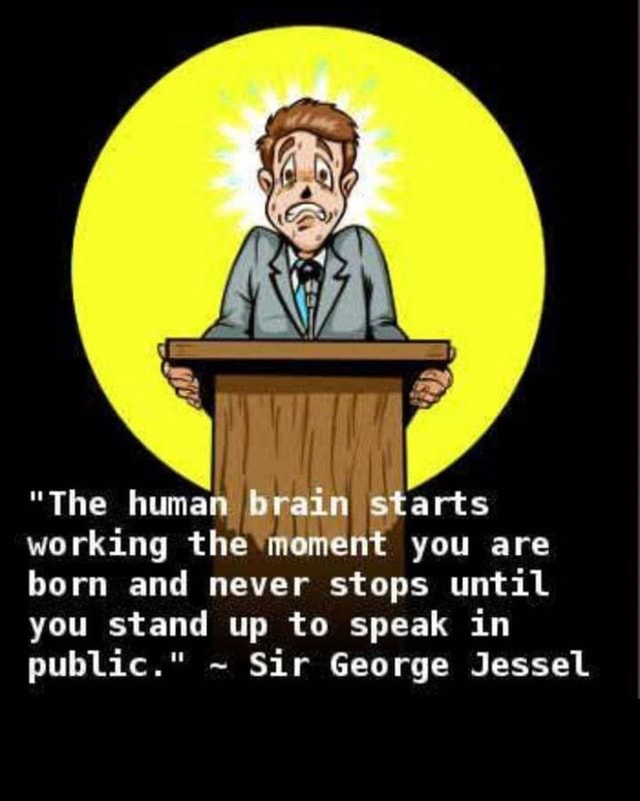 "The human brain starts
working the moment you are
born and never stops until
you stand up to speak in
public." ~ Sir George Jessel